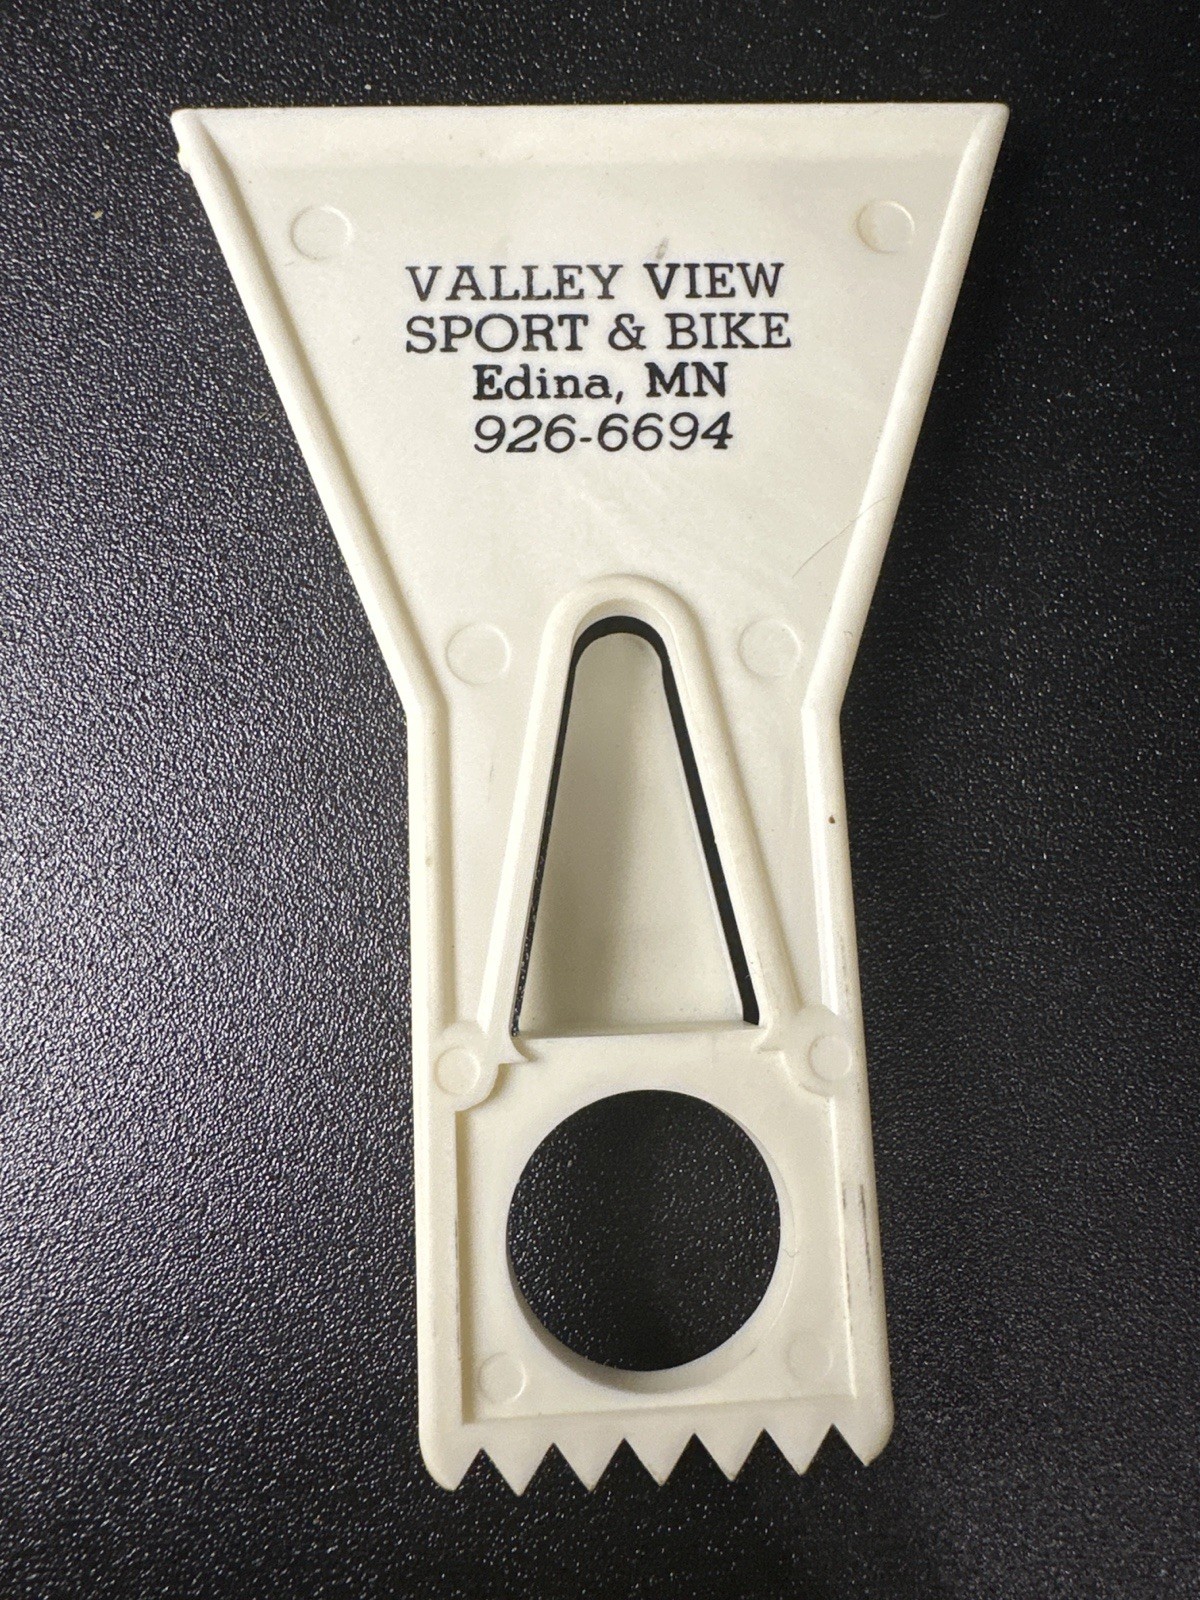 VALLEY VIEW
SPORT & BIKE
Edina, MN
926-6694